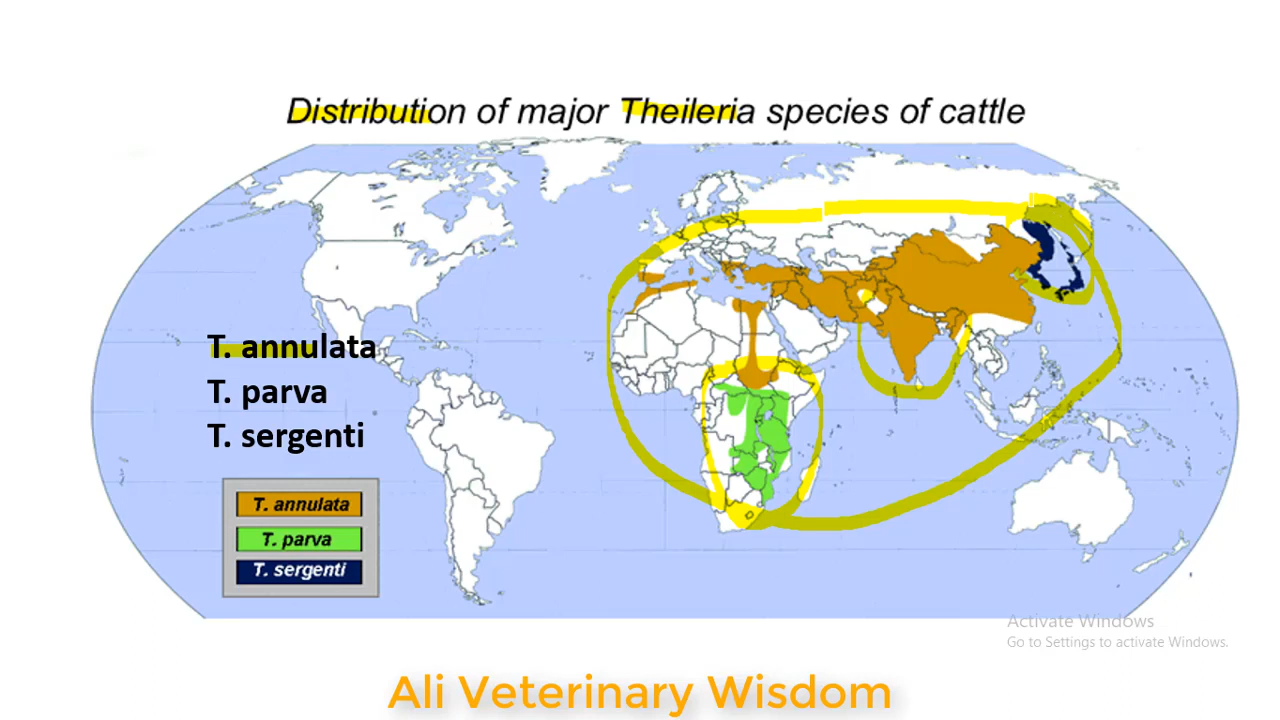 Distribution of major Theileria species of cattle
T. annulata
T. parva
T. sergenti
T. annulata
T. parva
T. sergenti
Activate Windows
Go to Settings to activate Windows.
Ali Veterinary Wisdom